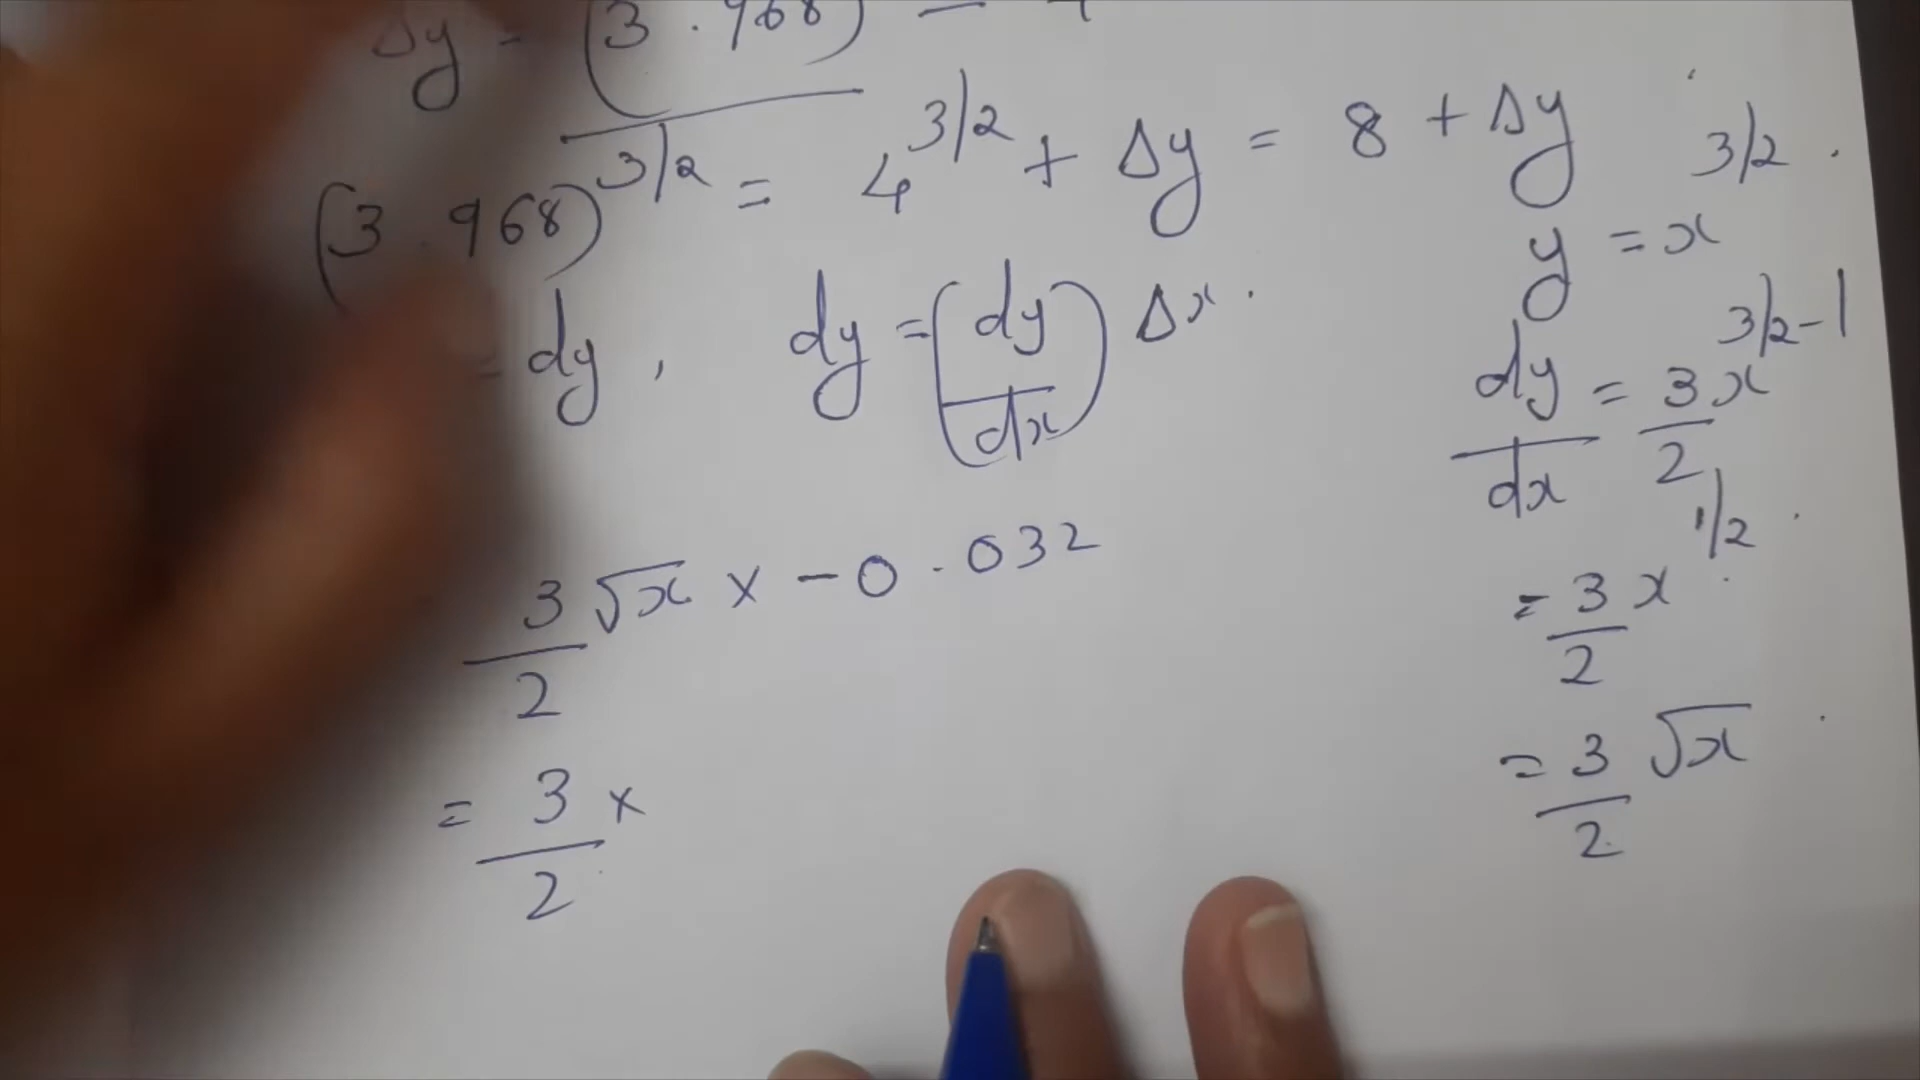 Δy = (3.968) -
(3.968)^3/2 = 4^3/2 + Δy = 8 + Δy
y = x^3/2
= dy, dy = (dy/dx) Δx.
dy/dx = 3/2 x^3/2-1
= 3/2 x^1/2
3/2 √x x -0.032
= 3/2 √x
= 3/2 x